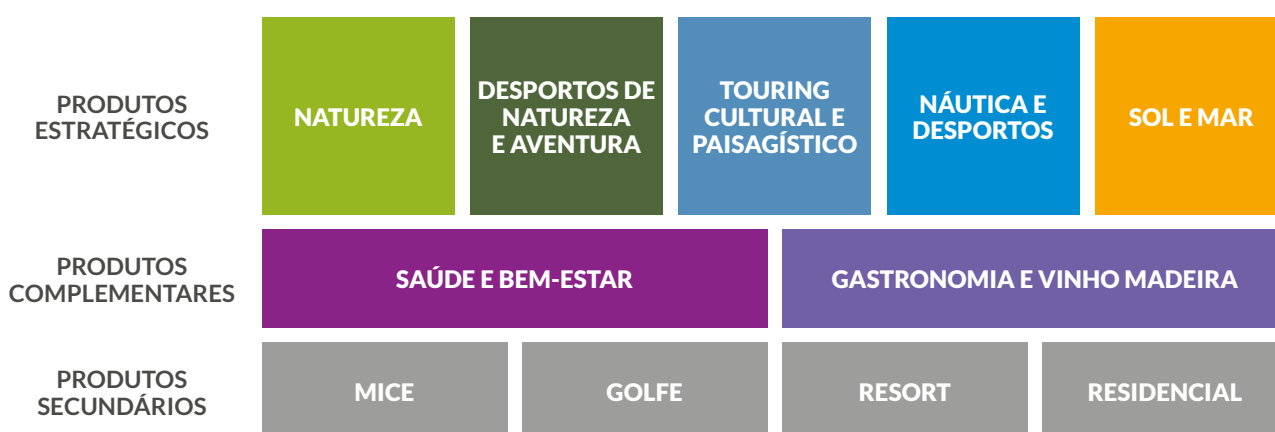 PRODUTOS
ESTRATÉGICOS
NATUREZA
DESPORTOS DE
NATUREZA
E AVENTURA
TOURING
CULTURAL E
PAISAGÍSTICO
NÁUTICA E
DESPORTOS
SOL E MAR
PRODUTOS
COMPLEMENTARES
SAÚDE E BEM-ESTAR
GASTRONOMIA E VINHO MADEIRA
PRODUTOS
SECUNDÁRIOS
MICE
GOLFE
RESORT
RESIDENCIAL